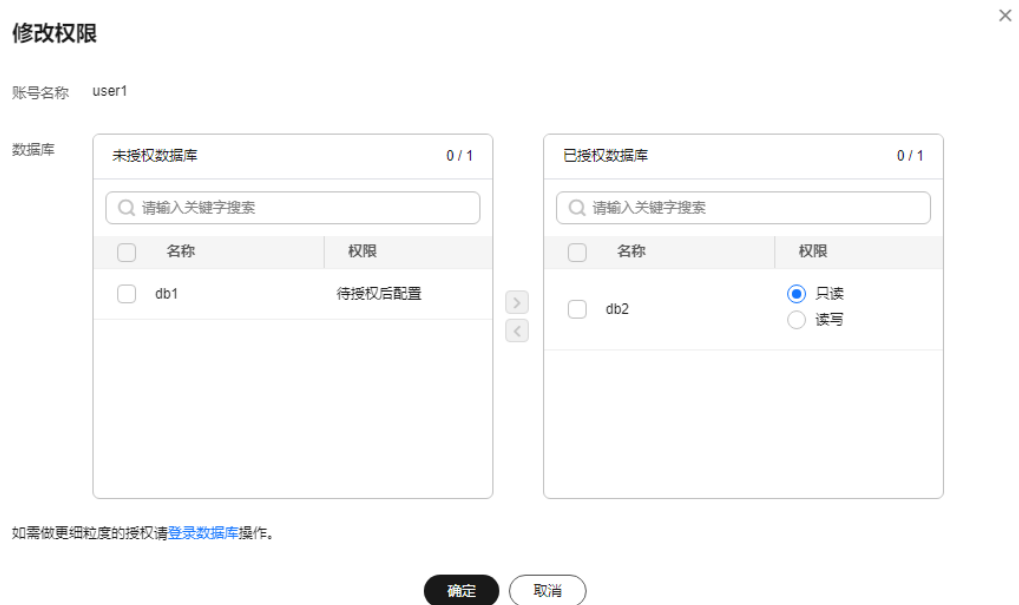 修改权限
账号名称 user1
数据库
未授权数据库 0 / 1
请输入关键字搜索
名称 权限
db1 待授权后配置
已授权数据库 0 / 1
请输入关键字搜索
名称 权限
db2 只读
读写
如需做更细粒度的授权请登录数据库操作。
确定 取消